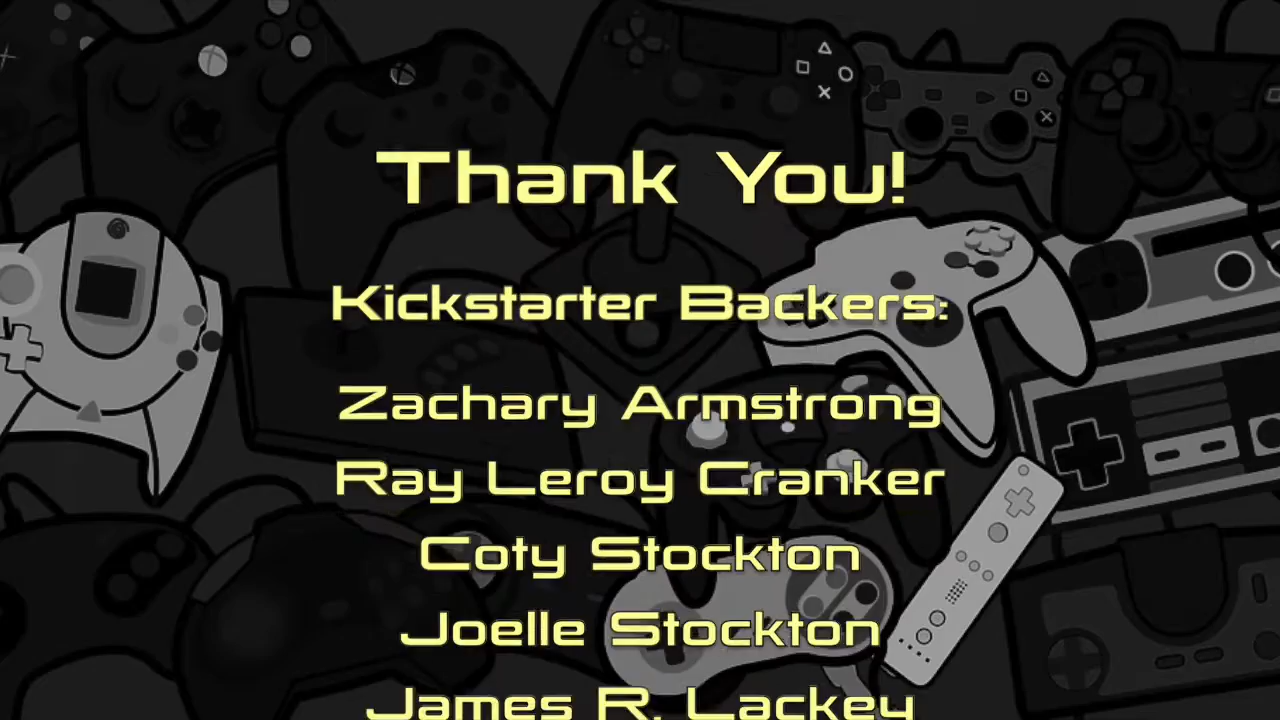 Thank You!
Kickstarter Backers:
Zachary Armstrong
Ray Leroy Cranker
Coty Stockton
Joelle Stockton
James R. Lackey